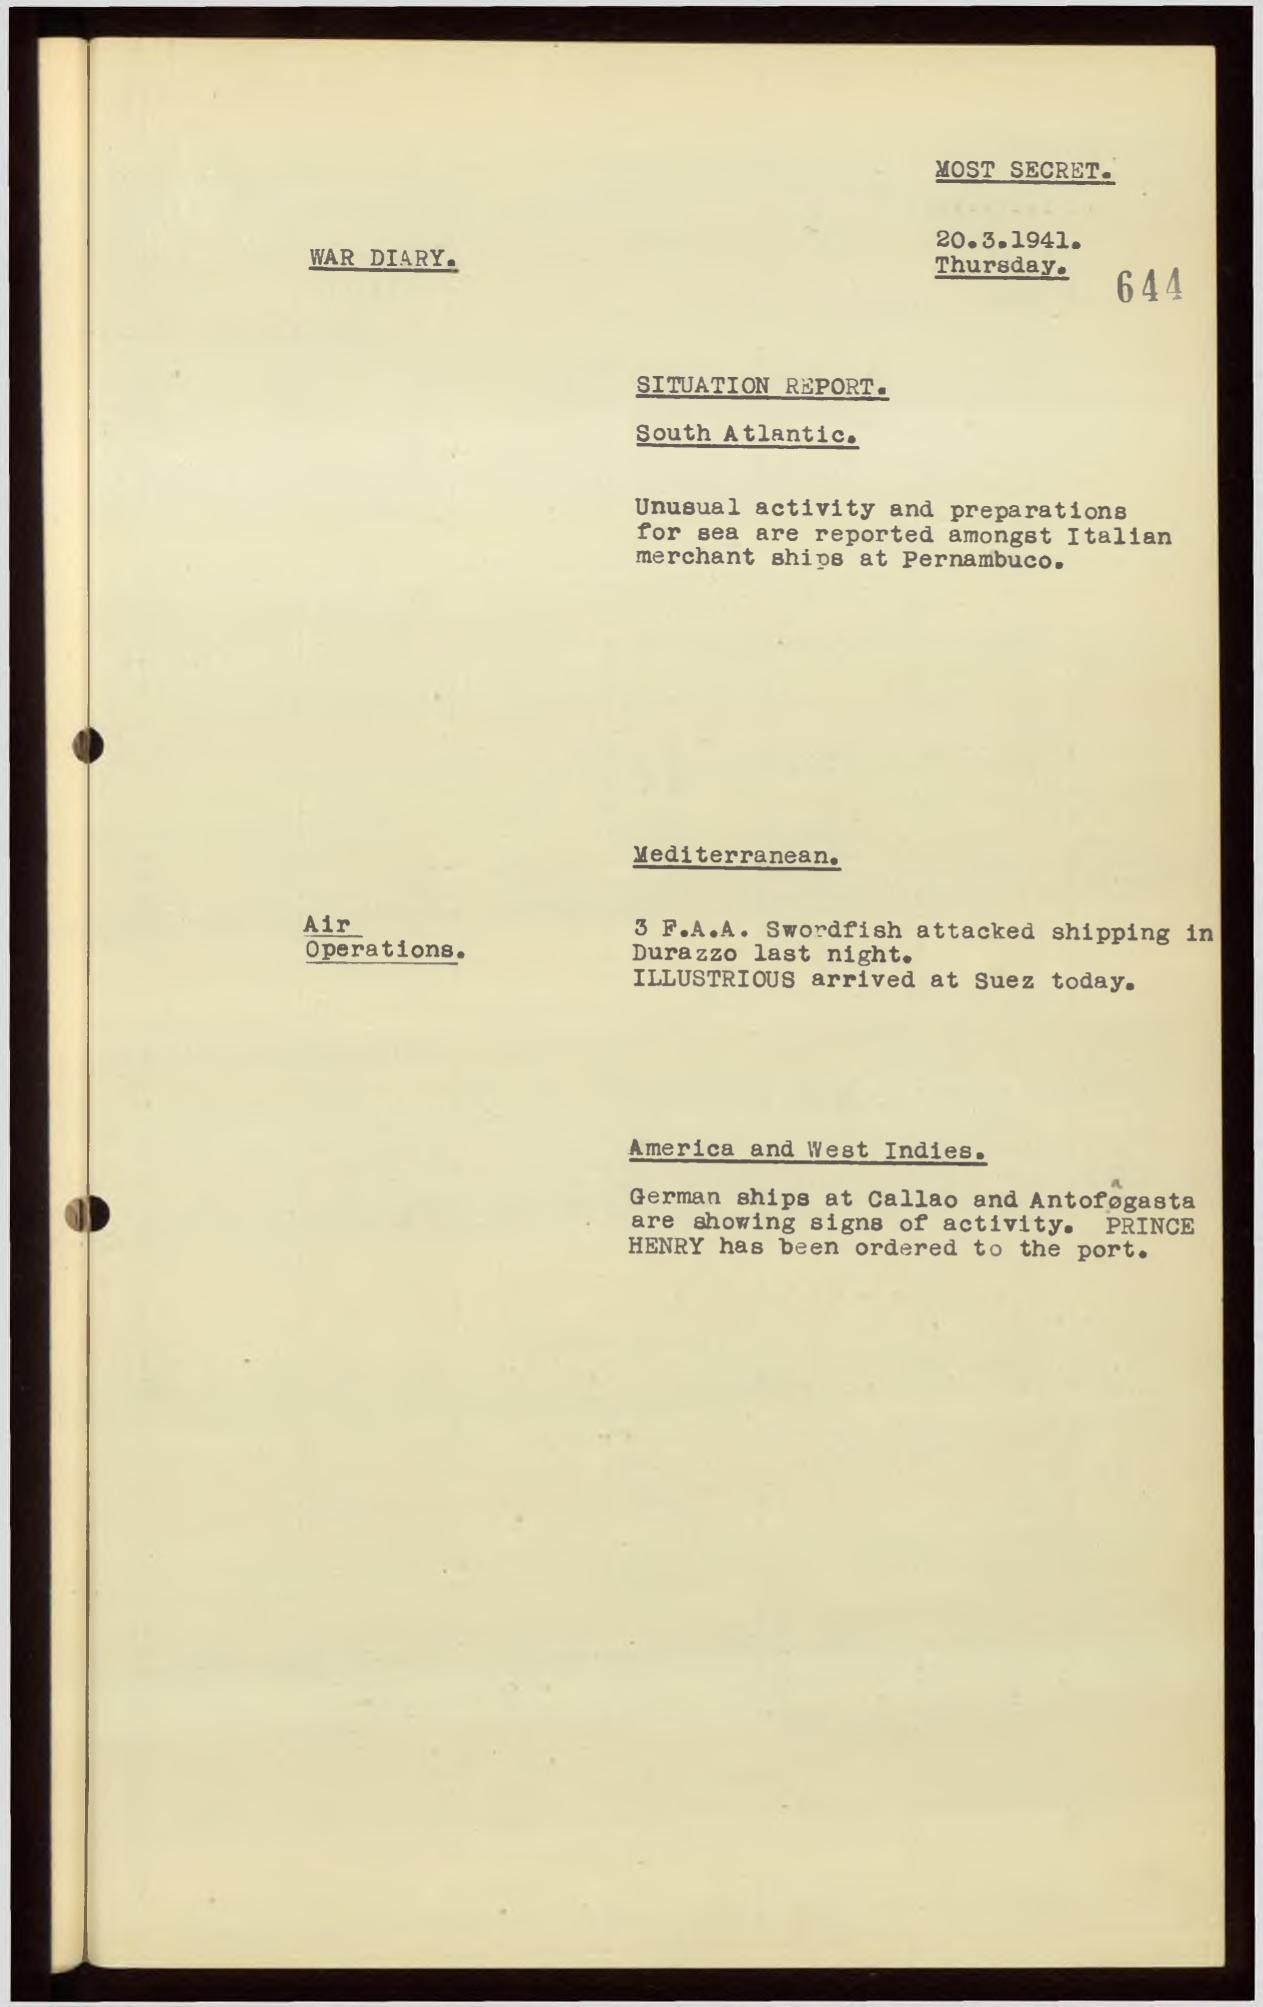 MOST SECRET.
WAR DIARY.
20.3.1941.
Thursday.
644
SITUATION REPORT.
South Atlantic.
Unusual activity and preparations
for sea are reported amongst Italian
merchant ships at Pernambuco.
Mediterranean.
Air
Operations.
3 F.A.A. Swordfish attacked shipping in
Durazzo last night.
ILLUSTRIOUS arrived at Suez today.
America and West Indies.
German ships at Callao and Antofagasta
are showing signs of activity. PRINCE
HENRY has been ordered to the port.